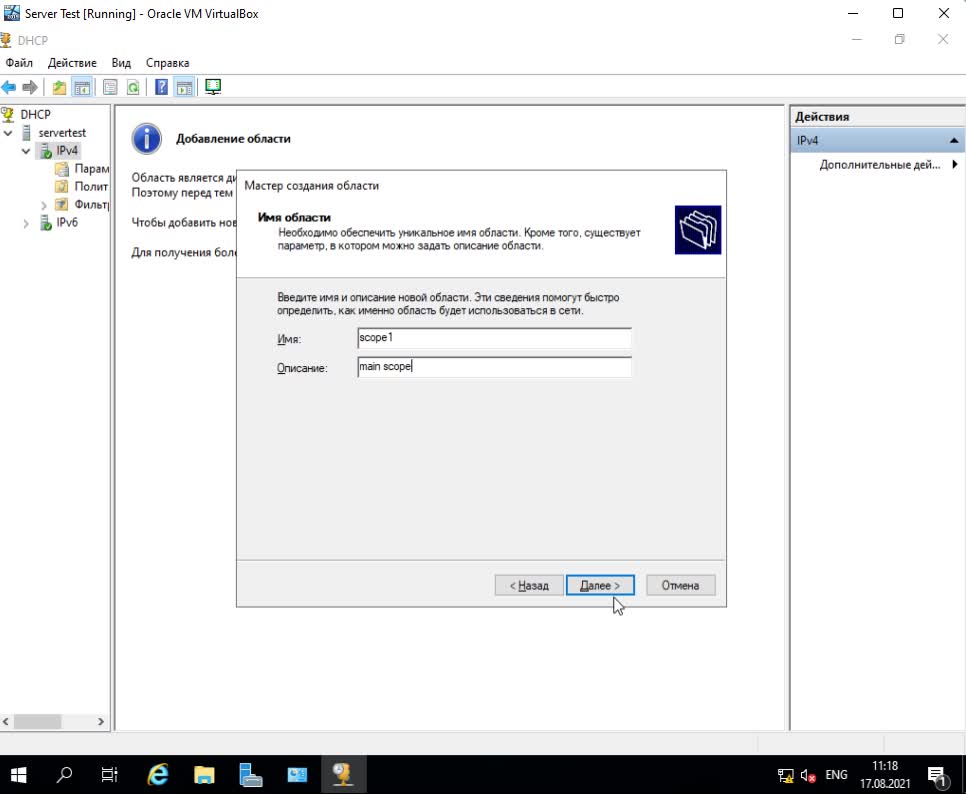 Server Test [Running] - Oracle VM VirtualBox
DHCP
Файл Действие Вид Справка
DHCP
servertest
IPv4
Парам
Полит
Фильт
IPv6
Добавление области
Область является ди
Поэтому перед тем
Чтобы добавить нов
Для получения боле
Мастер создания области
Имя области
Необходимо обеспечить уникальное имя области. Кроме того, существует
параметр, в котором можно задать описание области.
Введите имя и описание новой области. Эти сведения помогут быстро
определить, как именно область будет использоваться в сети.
Имя: scope1
Описание: main scope
< Назад Далее > Отмена
Действия
IPv4
Дополнительные дей...
ENG
11:18
17.08.2021
1